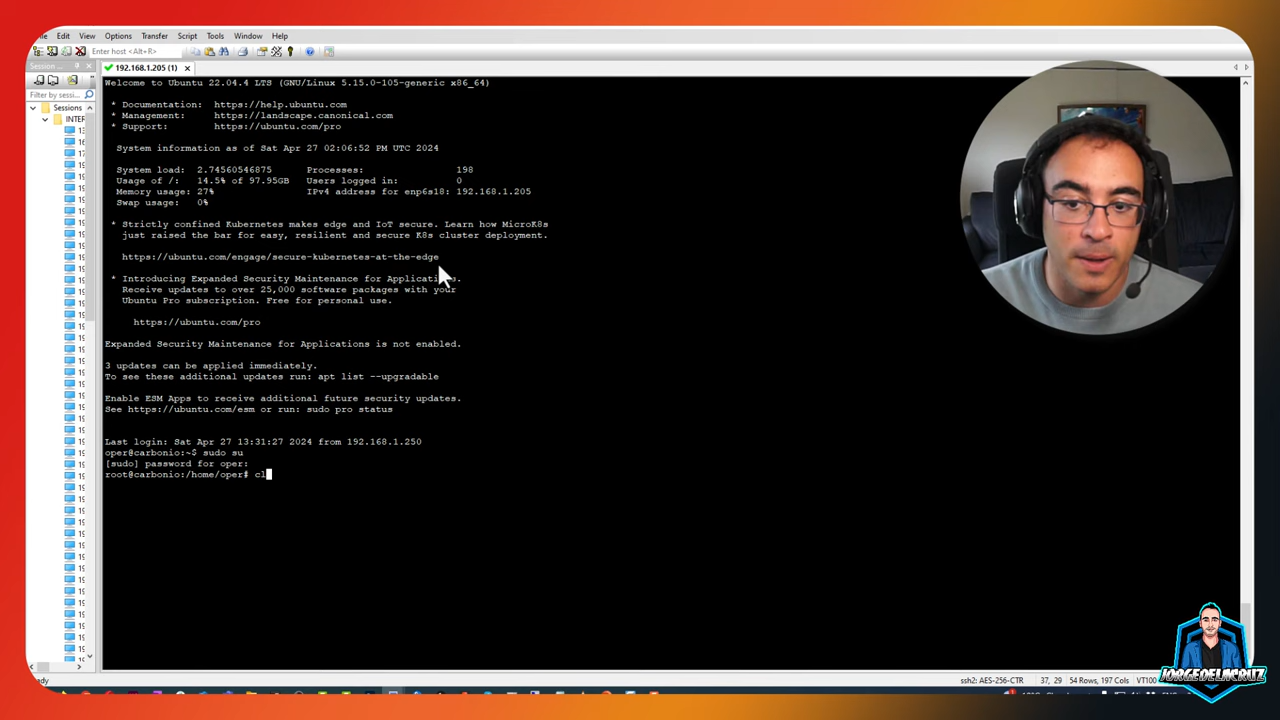 Edit View Options Transfer Script Tools Window Help
Enter host <Alt+R>
Session ...
192.168.1.205 (1)
Filter by sessi...
Sessions
INTER
Welcome to Ubuntu 22.04.4 LTS (GNU/Linux 5.15.0-105-generic x86_64)
* Documentation: https://help.ubuntu.com
* Management: https://landscape.canonical.com
* Support: https://ubuntu.com/pro
System information as of Sat Apr 27 02:06:52 PM UTC 2024
System load: 2.74560546875 Processes: 198
Usage of /: 14.5% of 97.95GB Users logged in: 0
Memory usage: 27% IPv4 address for enp6s18: 192.168.1.205
Swap usage: 0%
* Strictly confined Kubernetes makes edge and IoT secure. Learn how MicroK8s
just raised the bar for easy, resilient and secure K8s cluster deployment.
https://ubuntu.com/engage/secure-kubernetes-at-the-edge
* Introducing Expanded Security Maintenance for Applications.
Receive updates to over 25,000 software packages with your
Ubuntu Pro subscription. Free for personal use.
https://ubuntu.com/pro
Expanded Security Maintenance for Applications is not enabled.
3 updates can be applied immediately.
To see these additional updates run: apt list --upgradable
Enable ESM Apps to receive additional future security updates.
See https://ubuntu.com/esm or run: sudo pro status
Last login: Sat Apr 27 13:31:27 2024 from 192.168.1.250
oper@carbonio:~$ sudo su
[sudo] password for oper:
root@carbonio:/home/oper# cl
ssh2: AES-256-CTR 37, 29 54 Rows, 197 Cols VT100
JORGEDELACRUZ